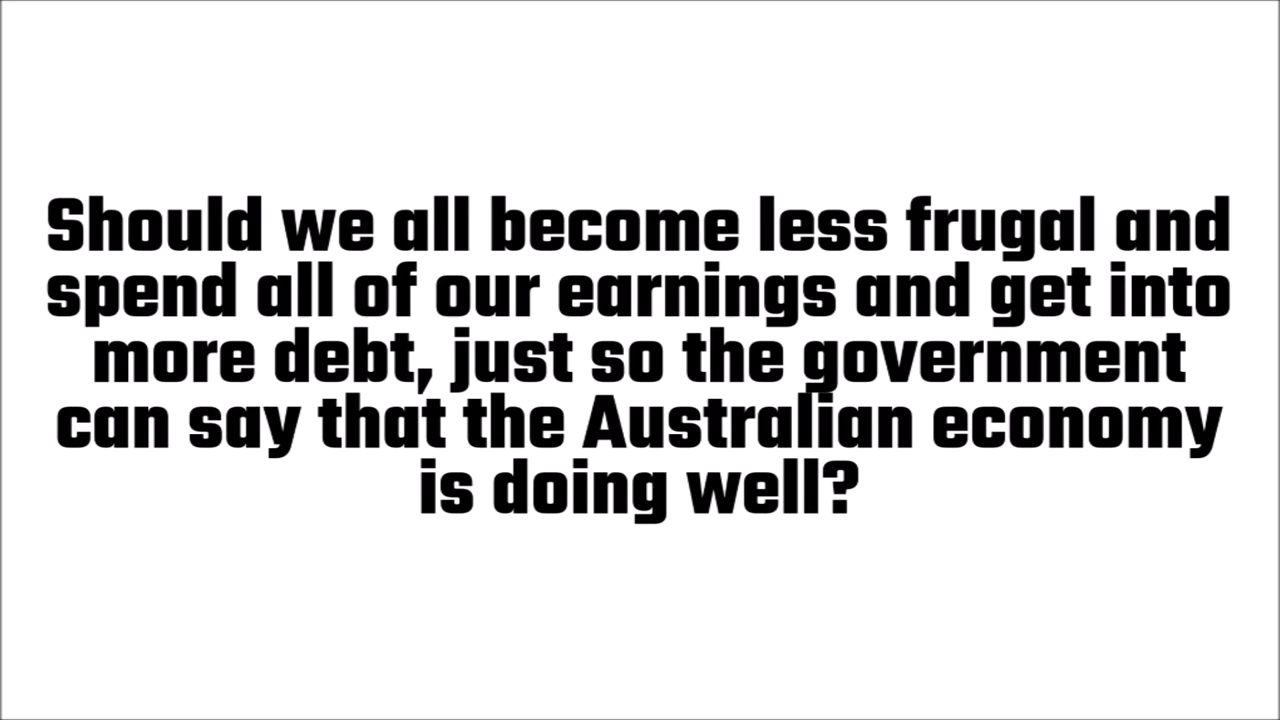 Should we all become less frugal and
spend all of our earnings and get into
more debt, just so the government
can say that the Australian economy
is doing well?